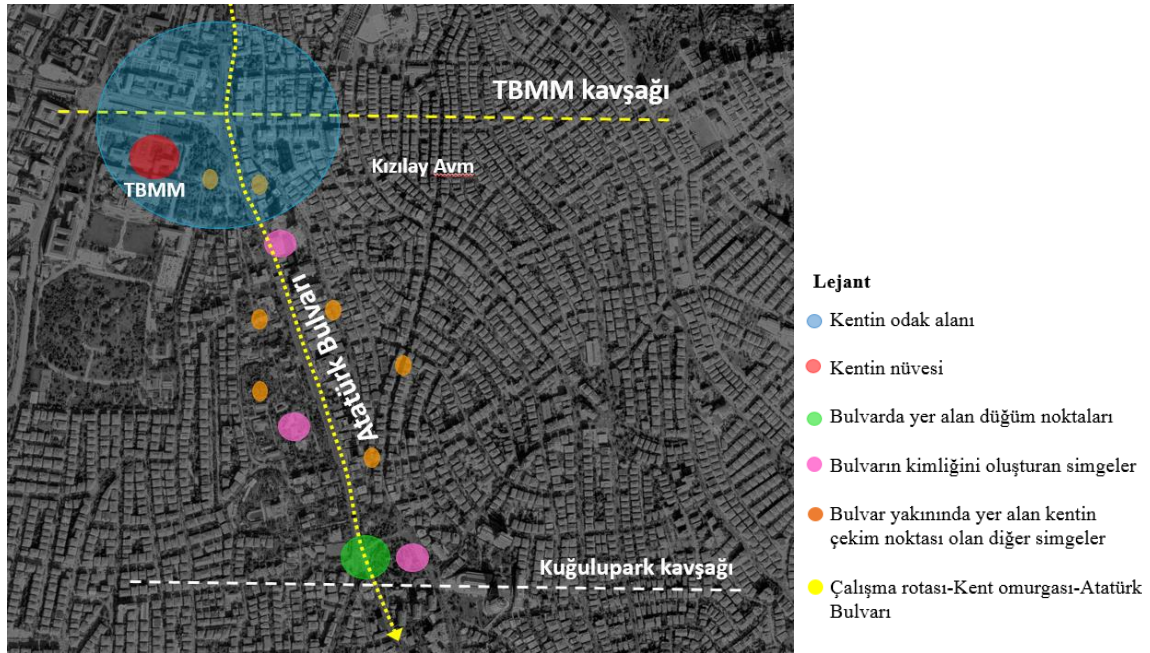 TBMM kavşağı
Kızılay Avm
TBMM
Atatürk Bulvarı
Kuğulupark kavşağı
Lejant
Kentin odak alanı
Kentin nüvesi
Bulvarda yer alan düğüm noktaları
Bulvarın kimliğini oluşturan simgeler
Bulvar yakınında yer alan kentin
çekim noktası olan diğer simgeler
Çalışma rotası-Kent omurgası-Atatürk
Bulvarı